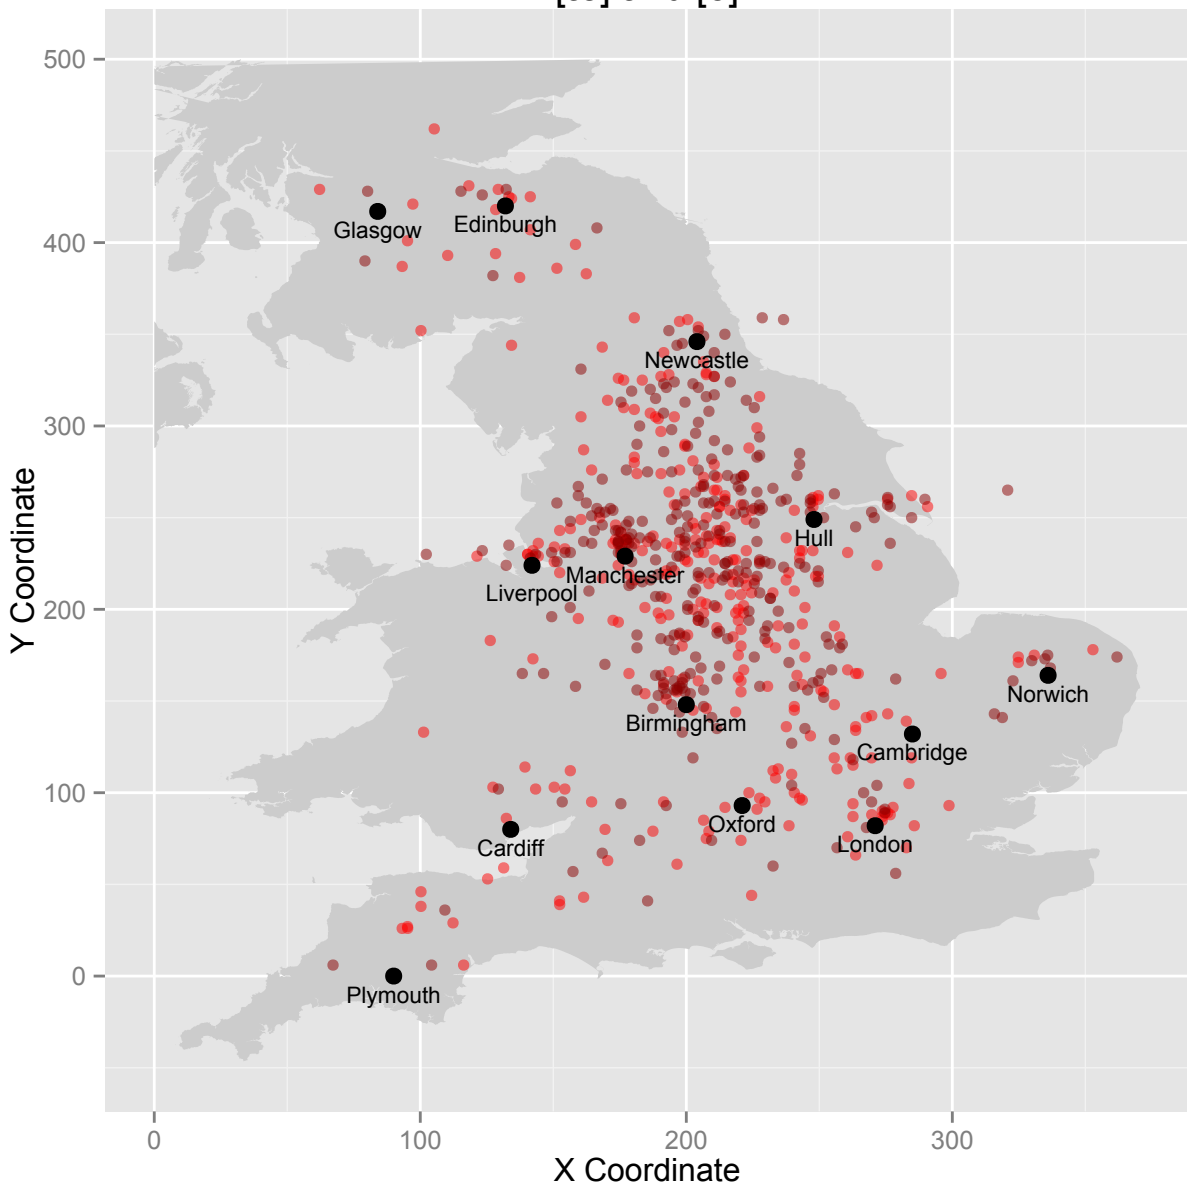 500
400
300
200
100
0
0
100
200
300
X Coordinate
Y Coordinate
Glasgow
Edinburgh
Newcastle
Hull
Manchester
Liverpool
Norwich
Birmingham
Cambridge
Oxford
London
Cardiff
Plymouth